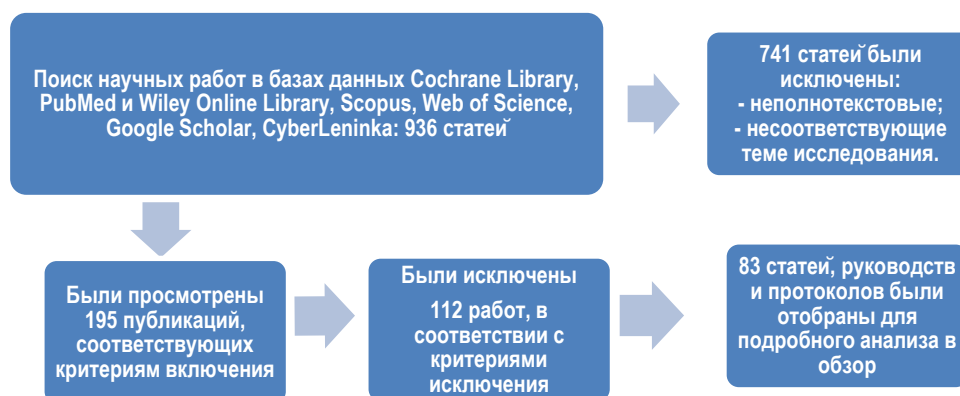 Поиск научных работ в базах данных Cochrane Library,
PubMed и Wiley Online Library, Scopus, Web of Science,
Google Scholar, CyberLeninka: 936 статей
741 статей были
исключены:
- неполнотекстовые;
- несоответствующие
теме исследования.
Были просмотрены
195 публикаций,
соответствующих
критериям включения
Были исключены
112 работ, в
соответствии с
критериями
исключения
83 статей, руководств
и протоколов были
отобраны для
подробного анализа в
обзор